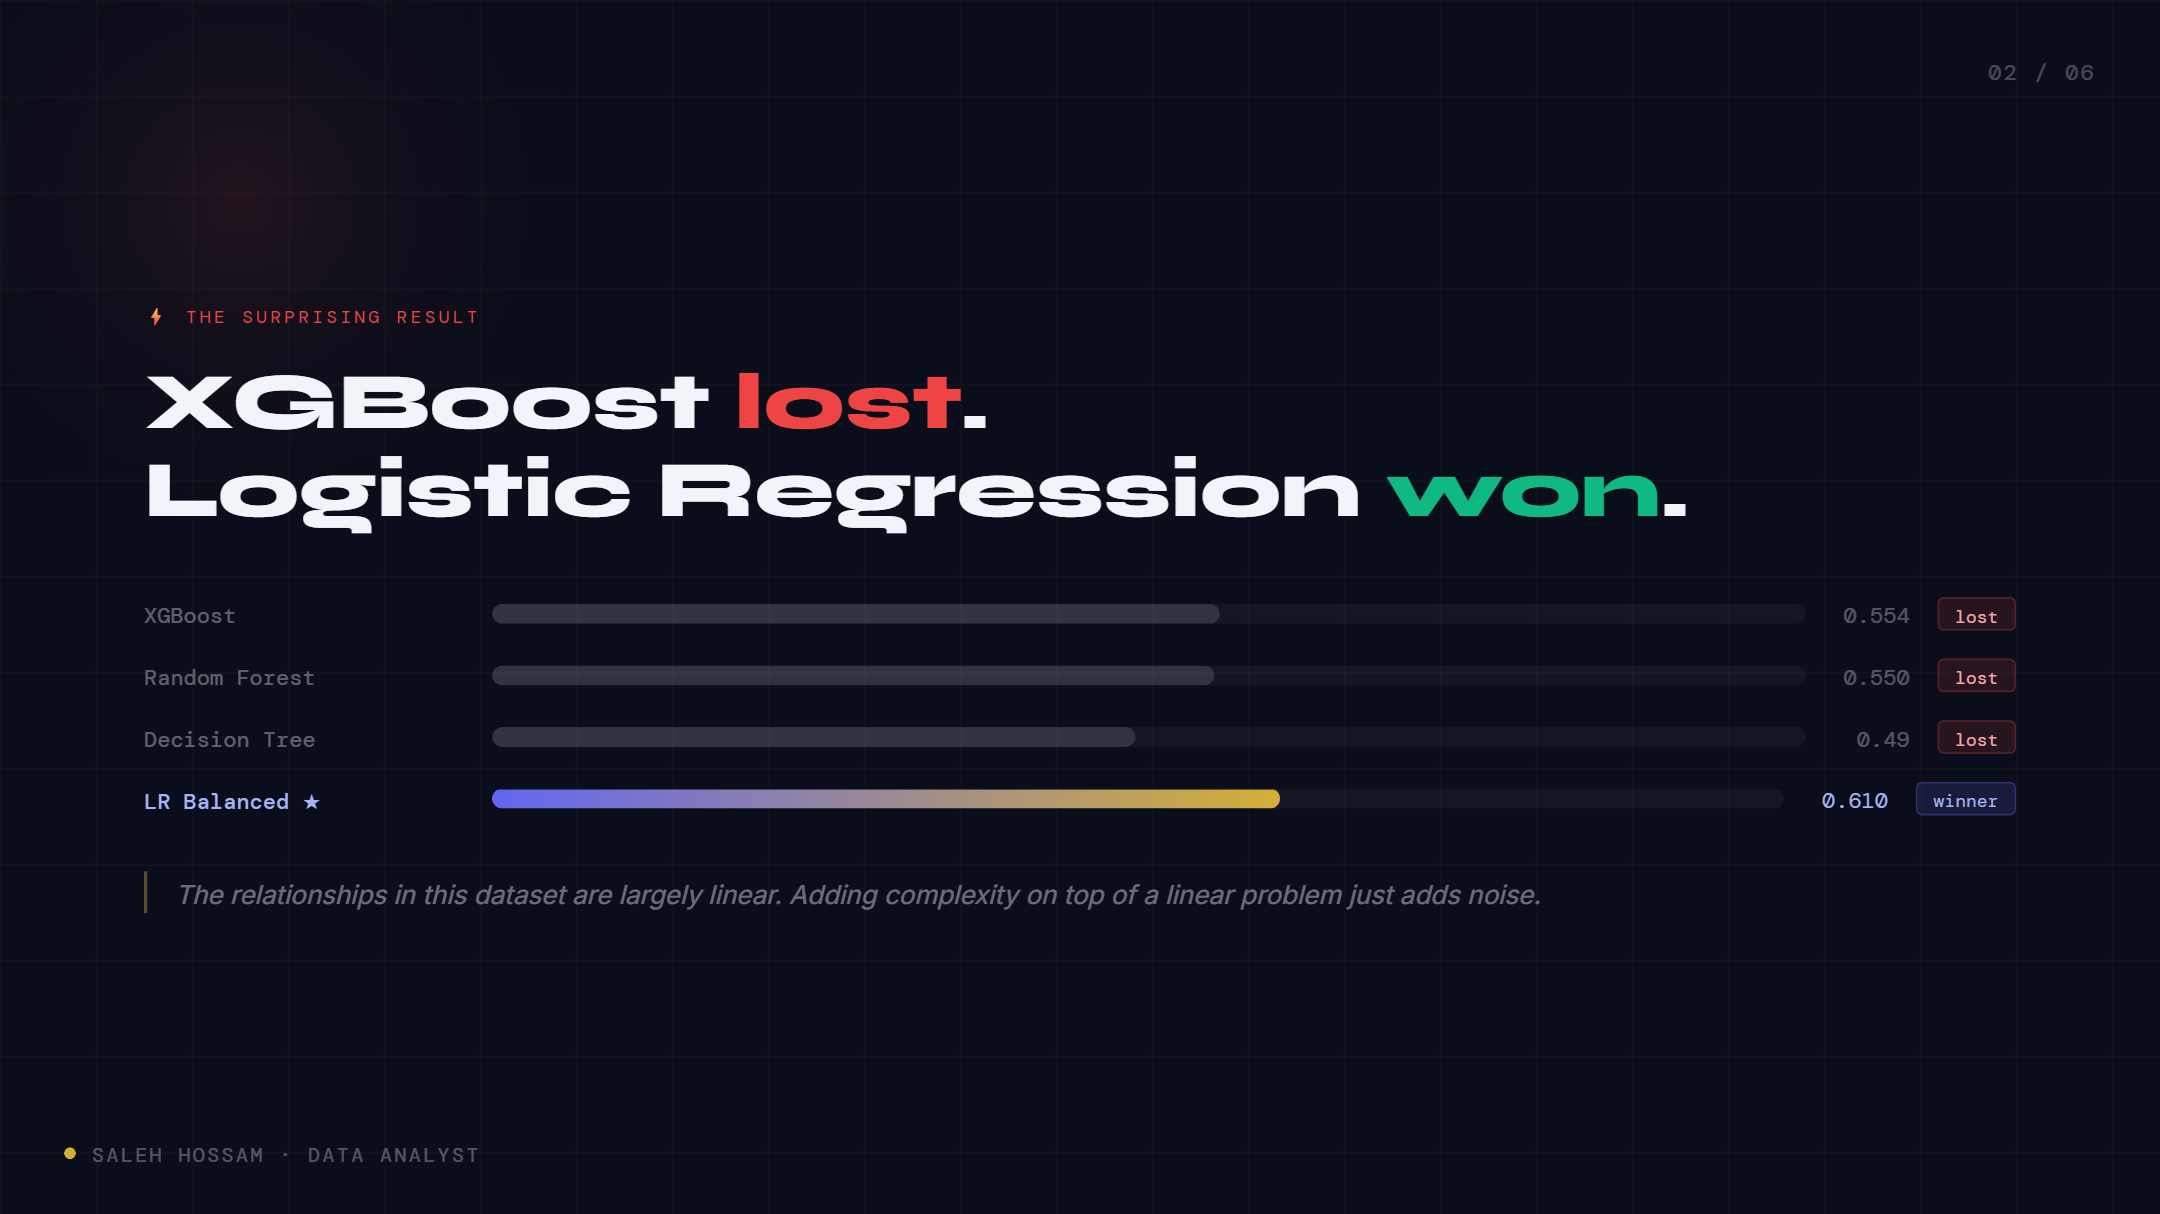 02 / 06
THE SURPRISING RESULT
XGBoost lost.
Logistic Regression won.
XGBoost 0.554 lost
Random Forest 0.550 lost
Decision Tree 0.49 lost
LR Balanced ★ 0.610 winner
The relationships in this dataset are largely linear. Adding complexity on top of a linear problem just adds noise.
SALEH HOSSAM · DATA ANALYST